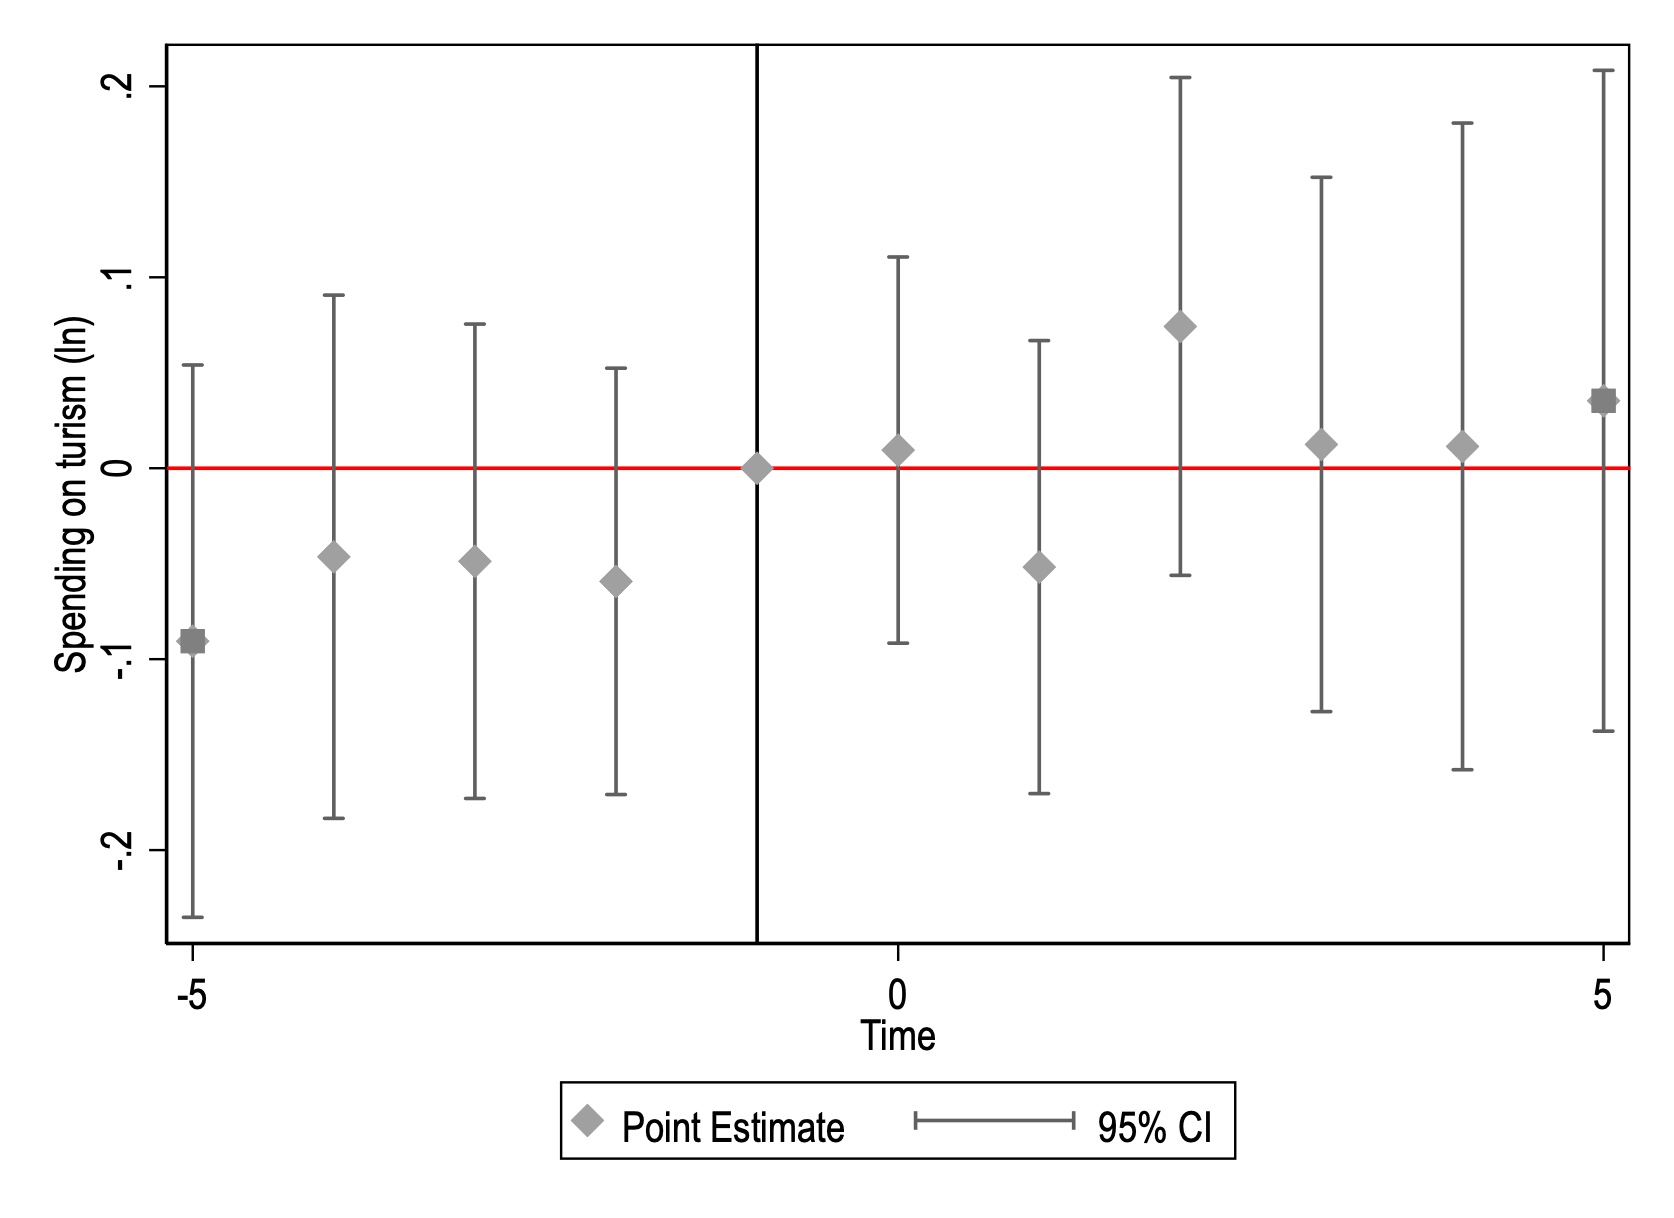 .2
.1
0
-.1
-.2
Spending on turism (ln)
-5
0
5
Time
Point Estimate
95% CI